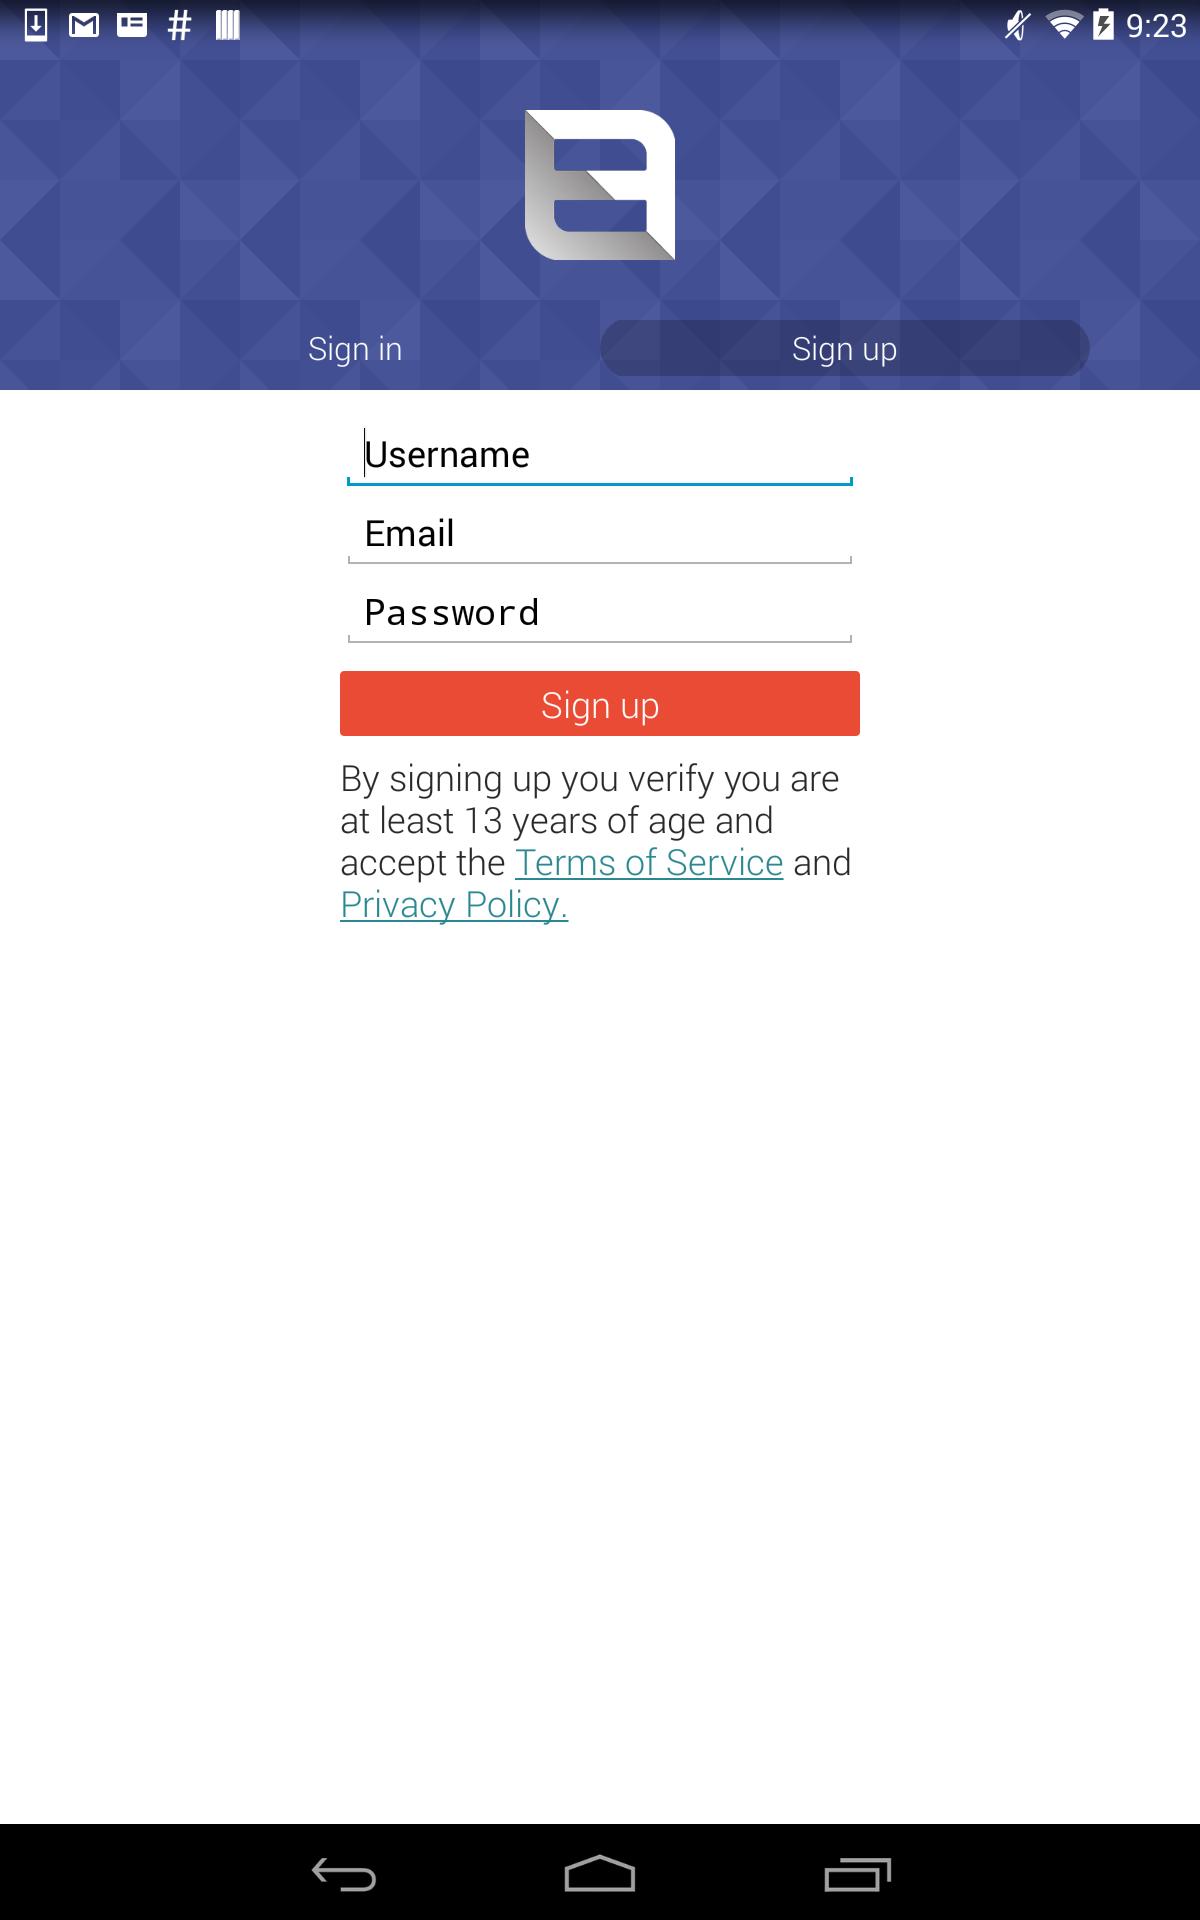 9:23
Sign in
Sign up
Username
Email
Password
Sign up
By signing up you verify you are
at least 13 years of age and
accept the Terms of Service and
Privacy Policy.